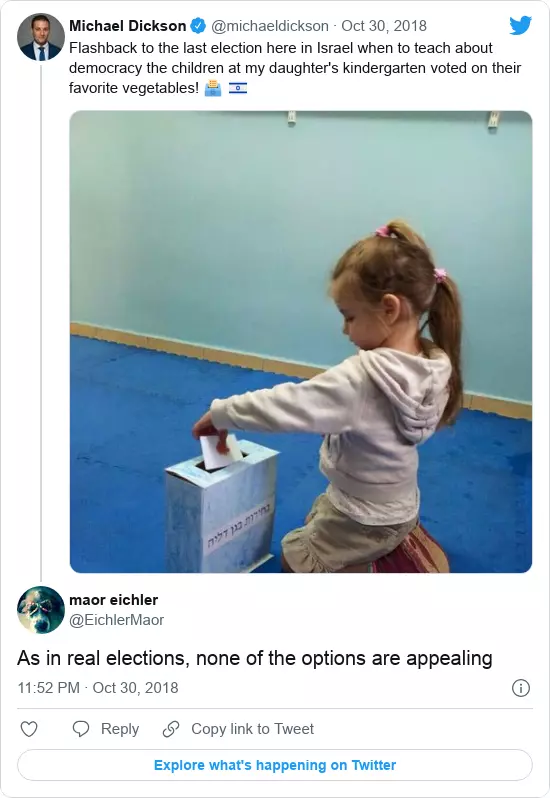 Michael Dickson @michaeldickson · Oct 30, 2018
Flashback to the last election here in Israel when to teach about
democracy the children at my daughter's kindergarten voted on their
favorite vegetables! 🗳️ 🇮🇱
בחירות בגן דליה
maor eichler
@EichlerMaor
As in real elections, none of the options are appealing
11:52 PM · Oct 30, 2018
Reply
Copy link to Tweet
Explore what's happening on Twitter